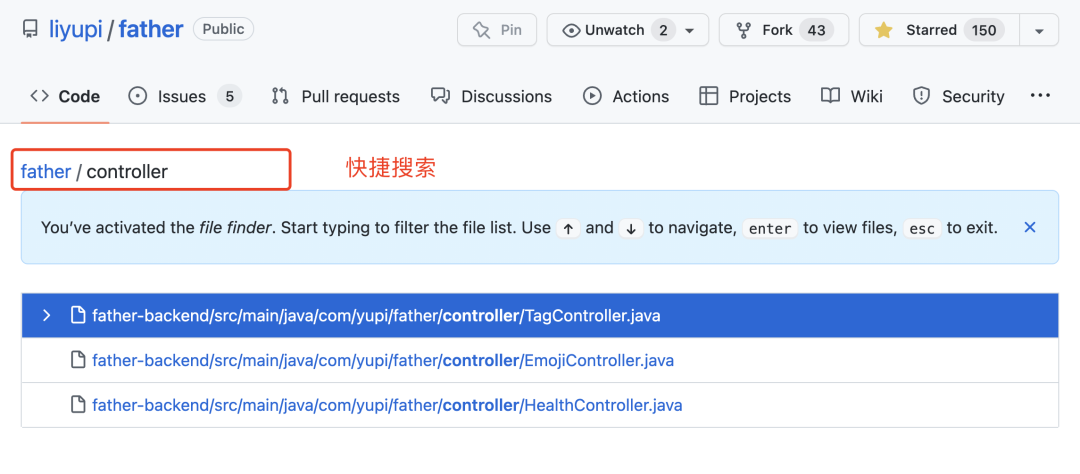 liyupi / father Public Pin Unwatch 2 Fork 43 Starred 150
<> Code Issues 5 Pull requests Discussions Actions Projects Wiki Security ...
father / controller 快捷搜索
You've activated the file finder. Start typing to filter the file list. Use ↑ and ↓ to navigate, enter to view files, esc to exit. ×
father-backend/src/main/java/com/yupi/father/controller/TagController.java
father-backend/src/main/java/com/yupi/father/controller/EmojiController.java
father-backend/src/main/java/com/yupi/father/controller/HealthController.java